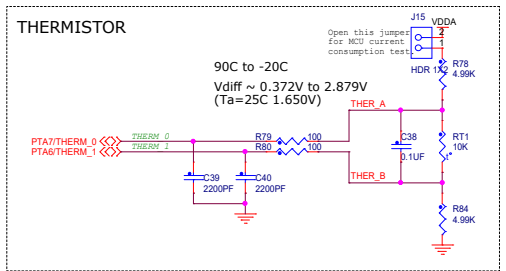 THERMISTOR
J15
VDDA
Open this jumper
for MCU current
consumption test.
2
1
HDR 1X2
R78
4.99K
90C to -20C
Vdiff ~ 0.372V to 2.879V
(Ta=25C 1.650V)
THER_A
PTA7/THERM_0
THERM_0
R79
100
PTA6/THERM_1
THERM_1
R80
100
C38
0.1UF
RT1
10K
t°
C39
2200PF
C40
2200PF
THER_B
R84
4.99K